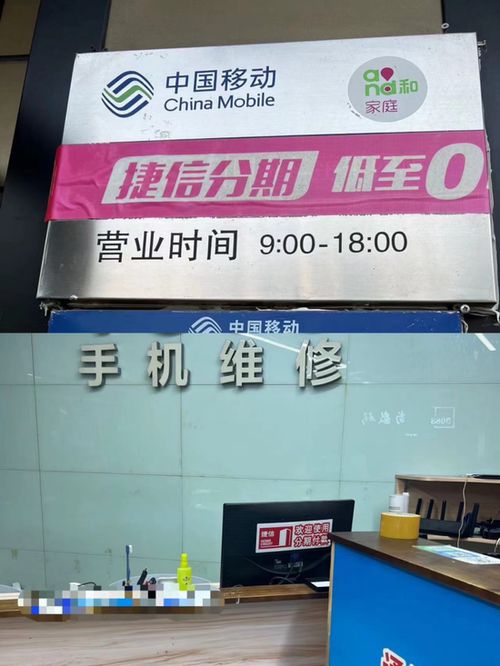 中国移动
China Mobile
and和
家庭
捷信分期 低至0
营业时间 9:00-18:00
中国移动
手机维修
捷信
欢迎使用
分期付款